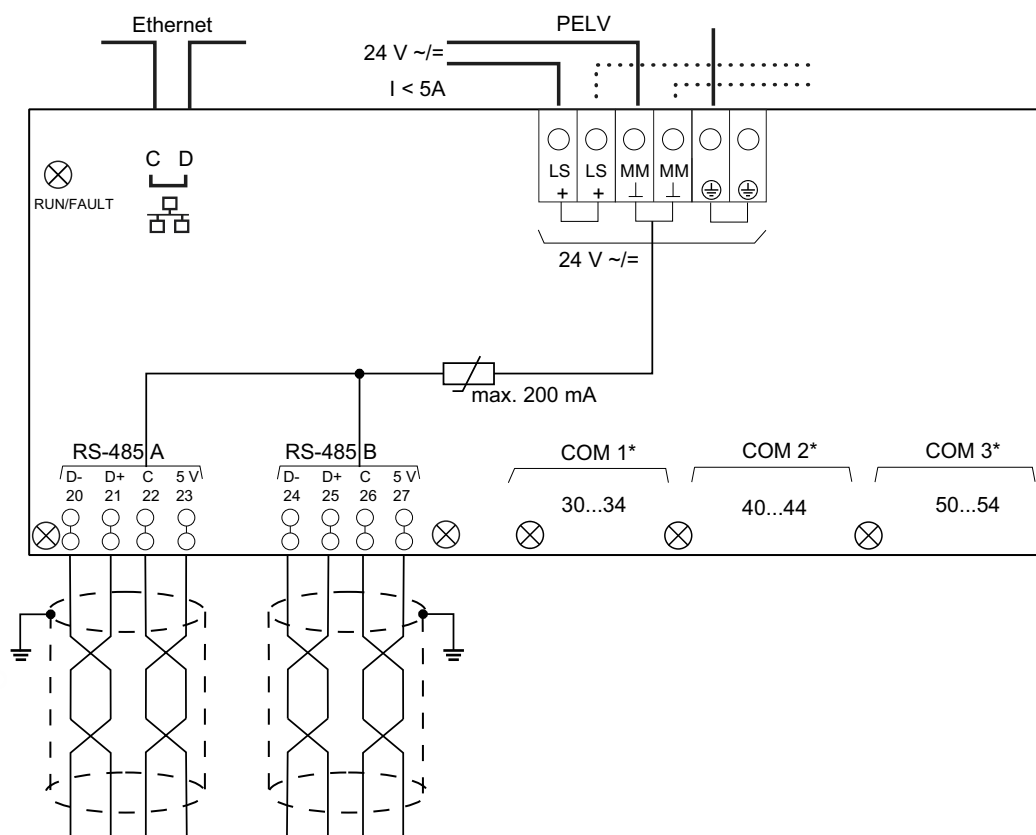 Ethernet
PELV
24 V ~/=
I < 5A
C D
RUN/FAULT
LS LS MM MM
+ + ⊥ ⊥
24 V ~/=
max. 200 mA
RS-485 A RS-485 B COM 1* COM 2* COM 3*
D- D+ C 5 V D- D+ C 5 V
20 21 22 23 24 25 26 27
30...34 40...44 50...54